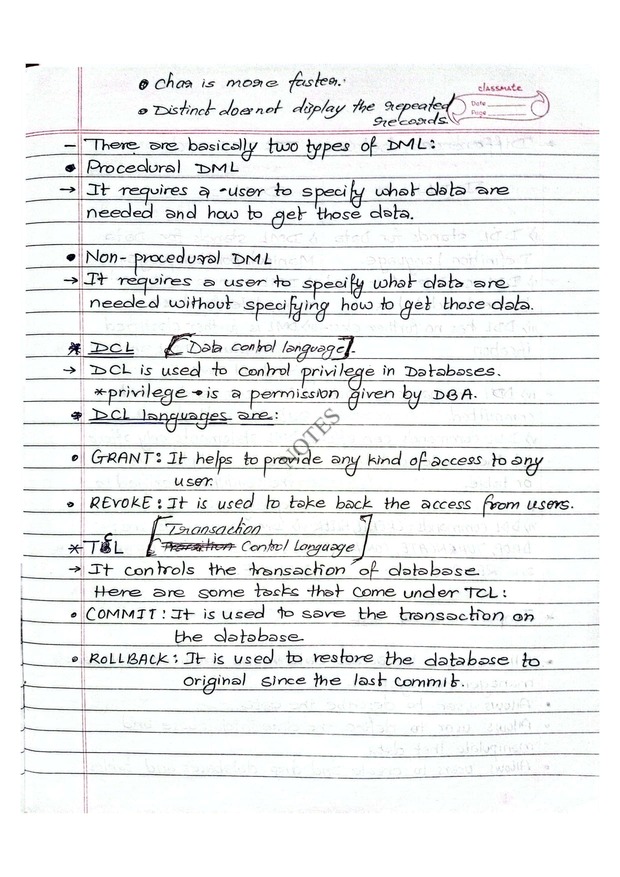 • Char is more faster.
classmate
Date
Page
• Distinct does not display the repeated
records
- There are basically two types of DML:
• Procedural DML
→ It requires a user to specify what data are
needed and how to get those data.
• Non-procedural DML
→ It requires a user to specify what data are
needed without specifying how to get those data.
* DCL [Data control language].
→ DCL is used to control privilege in Databases.
*privilege → is a permission given by DBA.
* DCL languages are:
NOTES
• GRANT: It helps to provide any kind of access to any
user.
• REVOKE: It is used to take back the access from users.
[Transaction
* TCL Control Language]
→ It controls the transaction of database.
Here are some tasks that come under TCL:
• COMMIT: It is used to save the transaction on
the database
• ROLLBACK: It is used to restore the database to
original since the last commit.